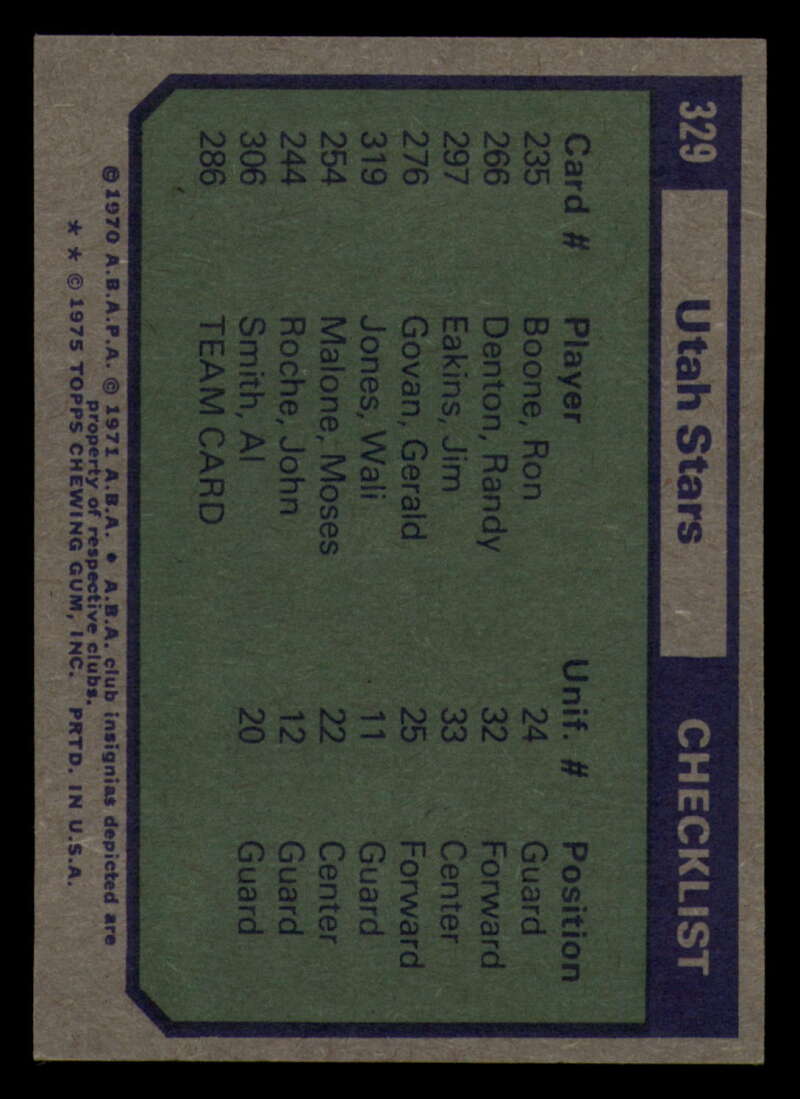 329 Utah Stars CHECKLIST
Card # Player Unif. # Position
235 Boone, Ron 24 Guard
266 Denton, Randy 32 Forward
297 Eakins, Jim 33 Center
276 Govan, Gerald 25 Forward
319 Jones, Wali 11 Guard
254 Malone, Moses 22 Center
244 Roche, John 12 Guard
306 Smith, Al 20 Guard
286 TEAM CARD
©1970 A.B.A.P.A. ©1971 A.B.A. • A.B.A. club insignias depicted are
property of respective clubs.
* * © 1975 TOPPS CHEWING GUM, INC. PRTD. IN U.S.A.